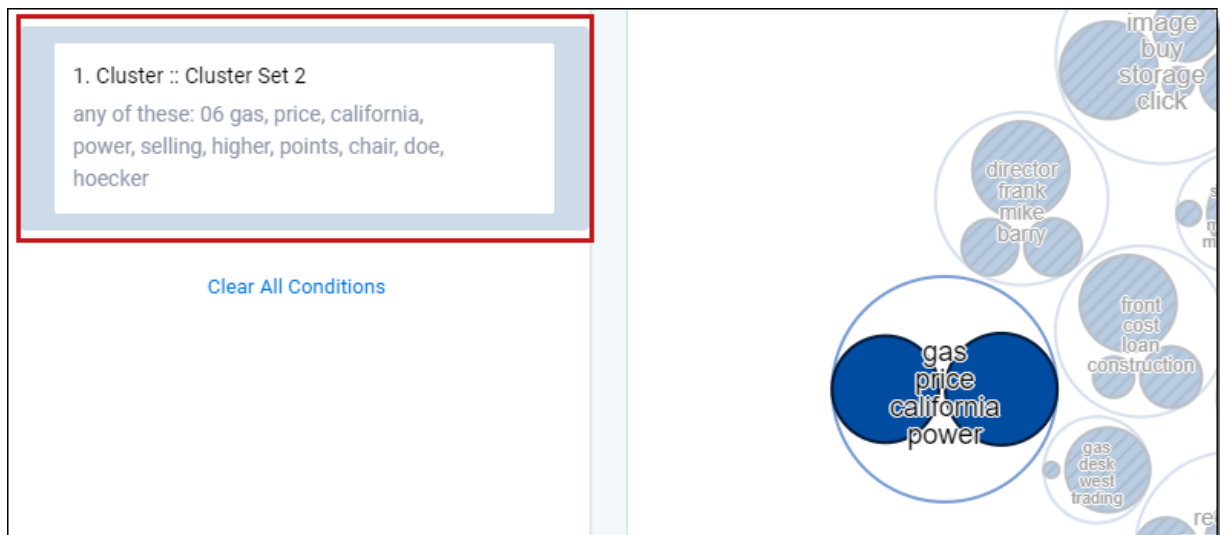 1. Cluster :: Cluster Set 2
any of these: 06 gas, price, california,
power, selling, higher, points, chair, doe,
hoecker
Clear All Conditions
image
buy
storage
click
director
frank
mike
barry
front
cost
loan
construction
gas
price
california
power
gas
desk
west
trading